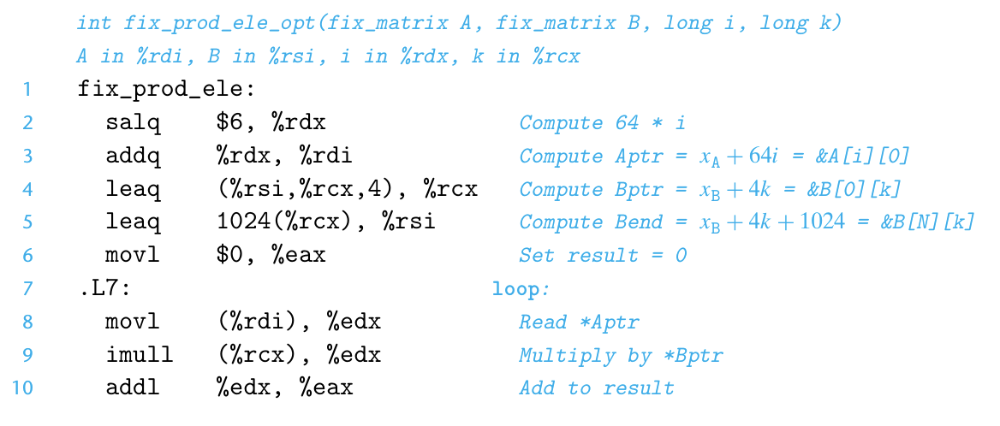 int fix_prod_ele_opt(fix_matrix A, fix_matrix B, long i, long k)
A in %rdi, B in %rsi, i in %rdx, k in %rcx
1 fix_prod_ele:
2 salq $6, %rdx Compute 64 * i
3 addq %rdx, %rdi Compute Aptr = x_A + 64i = &A[i][0]
4 leaq (%rsi,%rcx,4), %rcx Compute Bptr = x_B + 4k = &B[0][k]
5 leaq 1024(%rcx), %rsi Compute Bend = x_B + 4k + 1024 = &B[N][k]
6 movl $0, %eax Set result = 0
7 .L7: loop:
8 movl (%rdi), %edx Read *Aptr
9 imull (%rcx), %edx Multiply by *Bptr
10 addl %edx, %eax Add to result